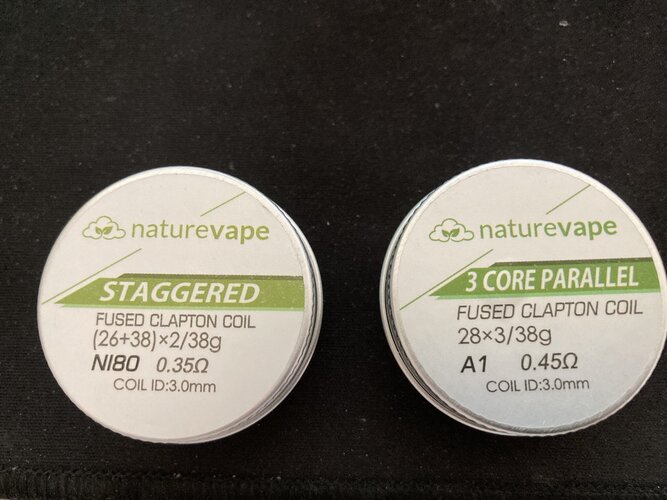 naturevape
STAGGERED
FUSED CLAPTON COIL
(26+38)×2/38g
NI80 0.35Ω
COIL ID:3.0mm
naturevape
3 CORE PARALLEL
FUSED CLAPTON COIL
28×3/38g
A1 0.45Ω
COIL ID:3.0mm